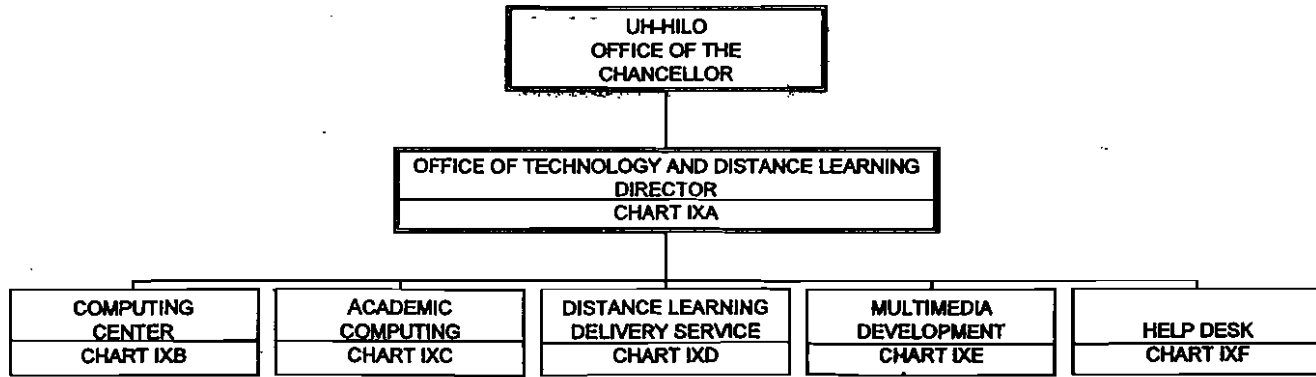 UH-HILO
OFFICE OF THE
CHANCELLOR
OFFICE OF TECHNOLOGY AND DISTANCE LEARNING
DIRECTOR
CHART IXA
COMPUTING
CENTER
CHART IXB
ACADEMIC
COMPUTING
CHART IXC
DISTANCE LEARNING
DELIVERY SERVICE
CHART IXD
MULTIMEDIA
DEVELOPMENT
CHART IXE
HELP DESK
CHART IXF